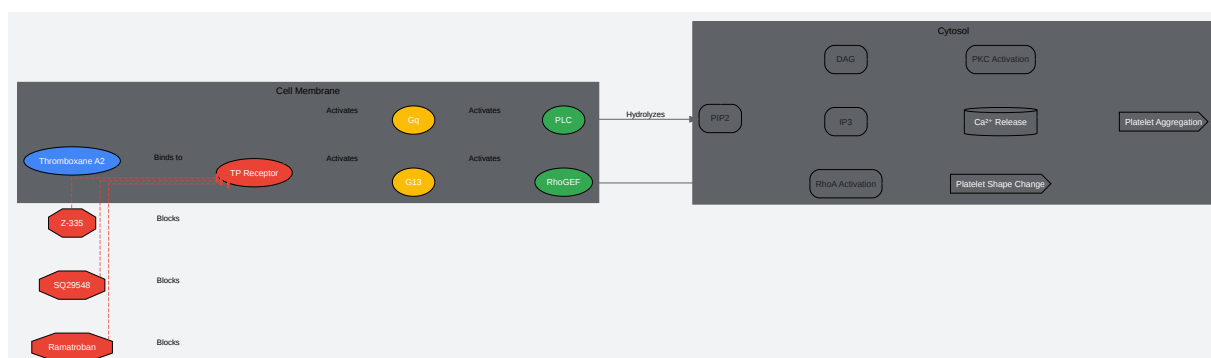 Cytosol
DAG
PKC Activation
Cell Membrane
Activates
Gq
Activates
PLC
Hydrolyzes
PIP2
IP3
Ca²⁺ Release
Platelet Aggregation
Thromboxane A2
Binds to
TP Receptor
Activates
G13
Activates
RhoGEF
RhoA Activation
Platelet Shape Change
Z-335
Blocks
SQ29548
Blocks
Ramatroban
Blocks